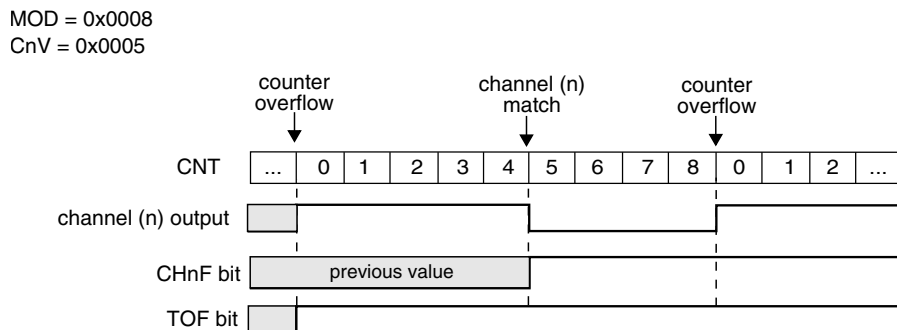 MOD = 0x0008
CnV = 0x0005
counter overflow
channel (n) match
counter overflow
CNT ... 0 1 2 3 4 5 6 7 8 0 1 2 ...
channel (n) output
CHnF bit previous value
TOF bit